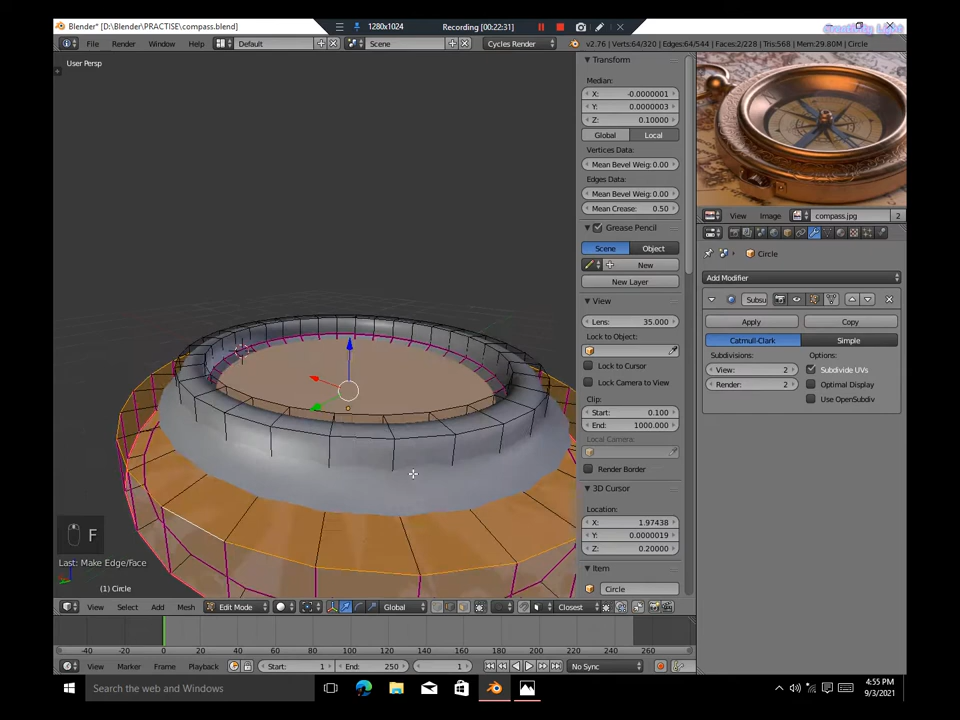 Blender* [D:\Blender\PRACTISE\compass.blend]
1280x1024
Recording [00:22:31]
Creativity Light
File Render Window Help
Default
Scene
Cycles Render
v2.76 | Verts:64/320 | Edges:64/544 | Faces:2/228 | Tris:568 | Mem:29.80M | Circle
User Persp
Transform
Median:
X: -0.0000001
Y: 0.0000003
Z: 0.10000
Global Local
Vertices Data:
Mean Bevel Weig: 0.00
Edges Data:
Mean Bevel Weig: 0.00
Mean Crease: 0.50
Grease Pencil
Scene Object
New
New Layer
View
Lens: 35.000
Lock to Object:
Lock to Cursor
Lock Camera to View
Clip:
Start: 0.100
End: 1000.000
Local Camera:
Render Border
3D Cursor
Location:
X: 1.97438
Y: 0.0000019
Z: 0.20000
Item
Circle
View Image compass.jpg 2
Circle
Add Modifier
Subsu
Apply Copy
Catmull-Clark Simple
Subdivisions: Options:
View: 2 Subdivide UVs
Render: 2 Optimal Display
Use OpenSubdiv
F
Last: Make Edge/Face
(1) Circle
View Select Add Mesh Edit Mode Global Closest
-40 -20 0 20 40 60 80 100 120 140 160 180 200 220 240 260 280
View Marker Frame Playback Start: 1 End: 250 1 No Sync
Search the web and Windows
4:55 PM
9/3/2021